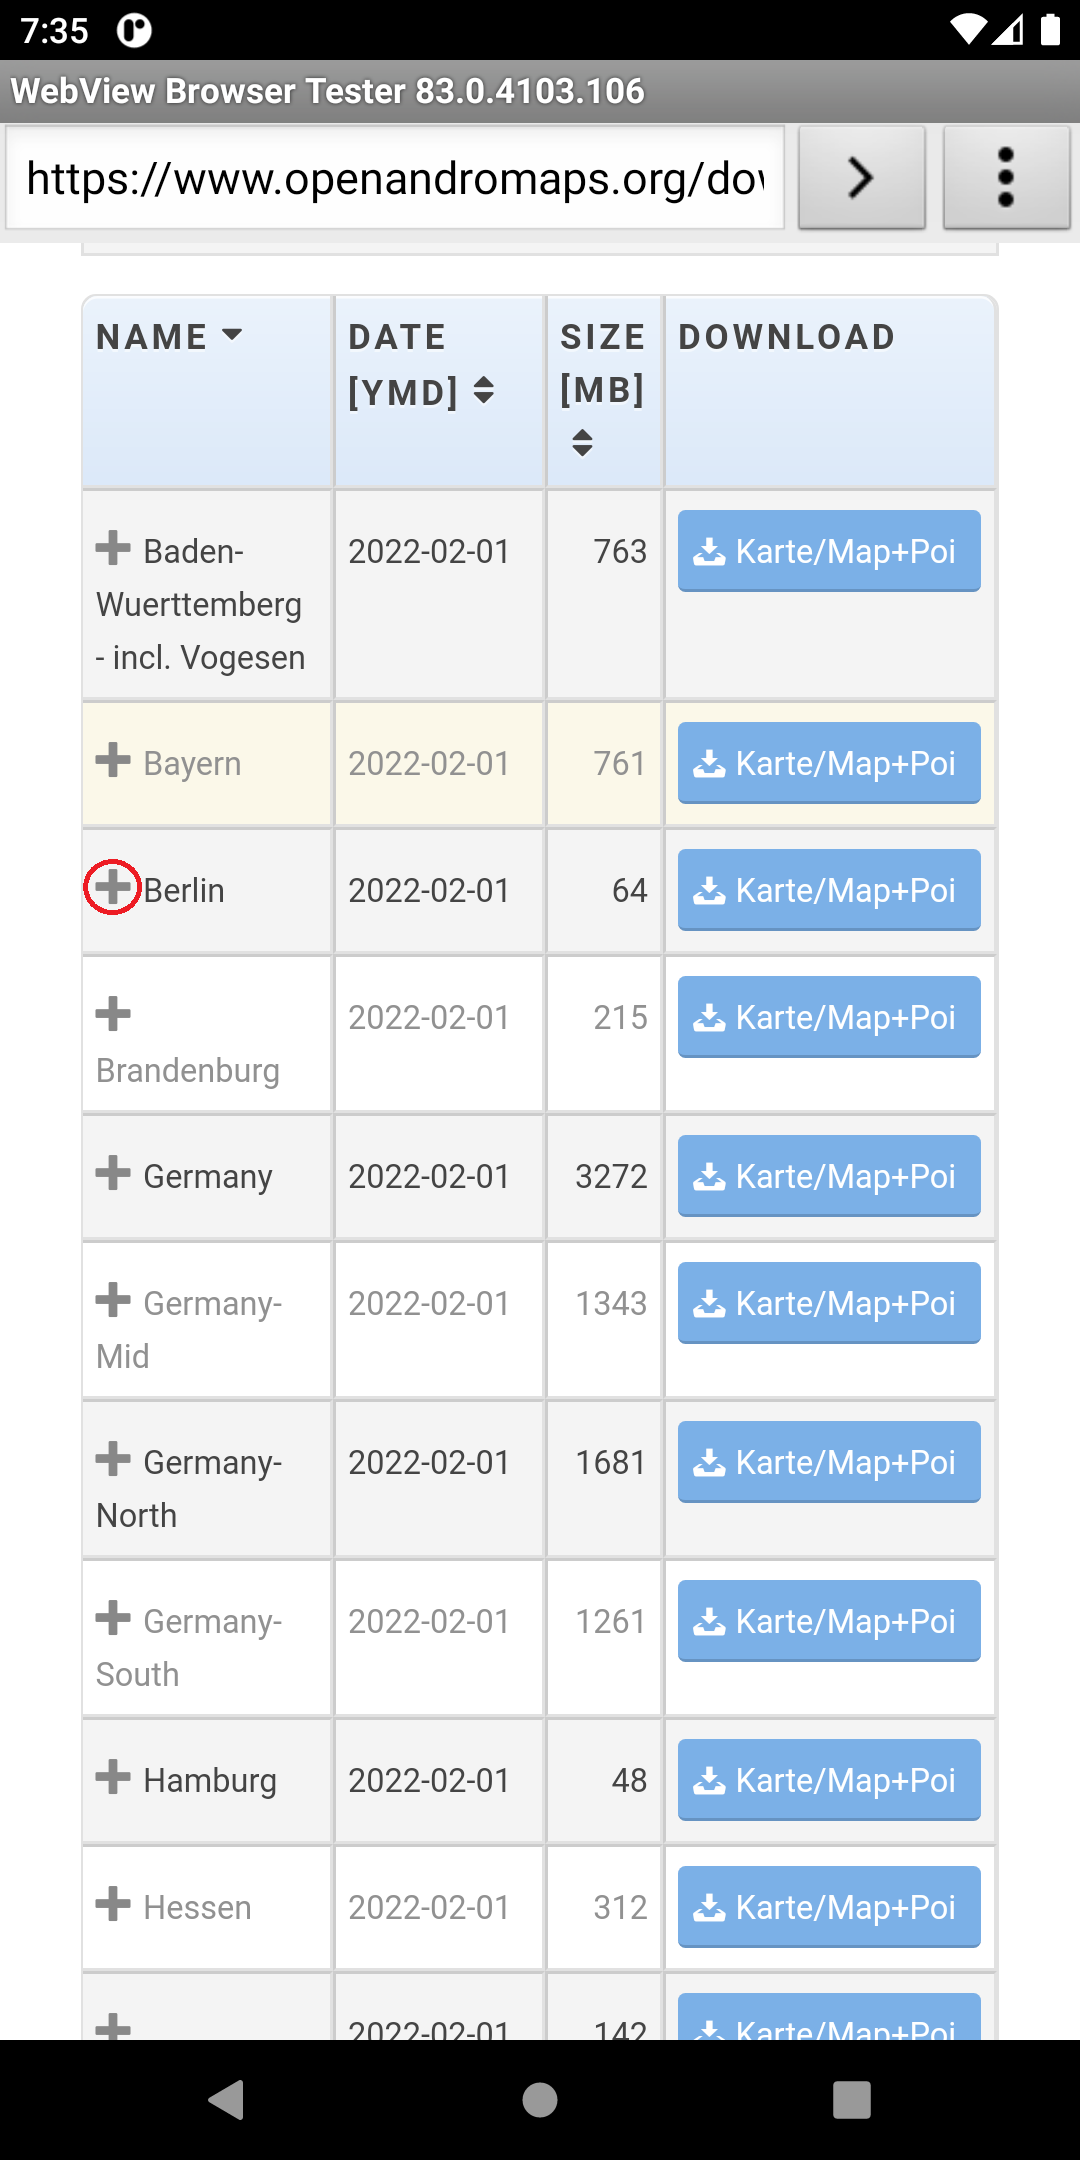 7:35
WebView Browser Tester 83.0.4103.106
https://www.openandromaps.org/do
NAME DATE SIZE DOWNLOAD
[YMD] [MB]
Baden- 2022-02-01 763 Karte/Map+Poi
Wuerttemberg
- incl. Vogesen
Bayern 2022-02-01 761 Karte/Map+Poi
Berlin 2022-02-01 64 Karte/Map+Poi
2022-02-01 215 Karte/Map+Poi
Brandenburg
Germany 2022-02-01 3272 Karte/Map+Poi
Germany- 2022-02-01 1343 Karte/Map+Poi
Mid
Germany- 2022-02-01 1681 Karte/Map+Poi
North
Germany- 2022-02-01 1261 Karte/Map+Poi
South
Hamburg 2022-02-01 48 Karte/Map+Poi
Hessen 2022-02-01 312 Karte/Map+Poi
2022-02-01 142 Karte/Map+Poi